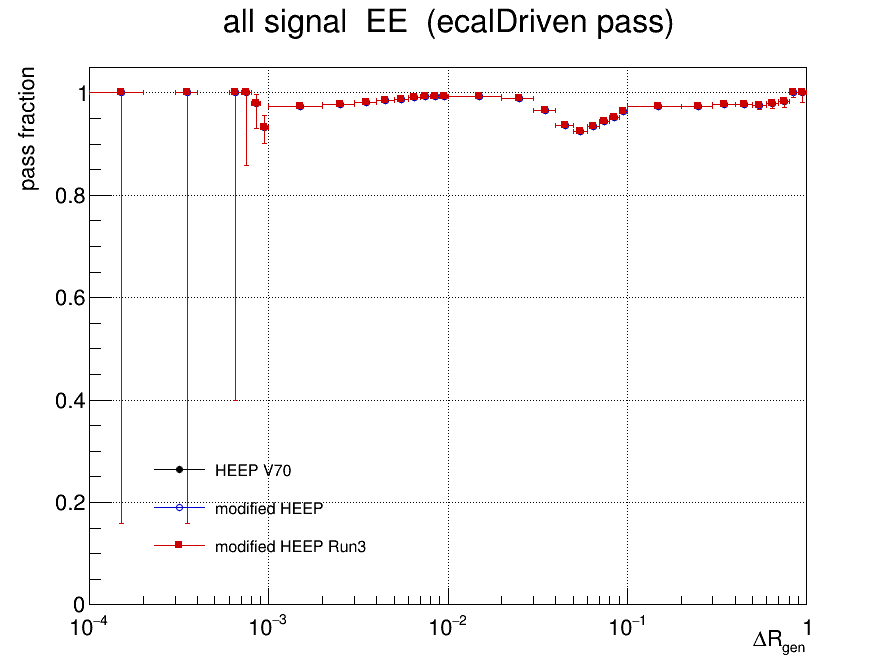 all signal EE (ecalDriven pass)
pass fraction
1
0.8
0.6
0.4
0.2
0
HEEP V70
modified HEEP
modified HEEP Run3
10⁻⁴ 10⁻³ 10⁻² 10⁻¹ 1
ΔR_gen